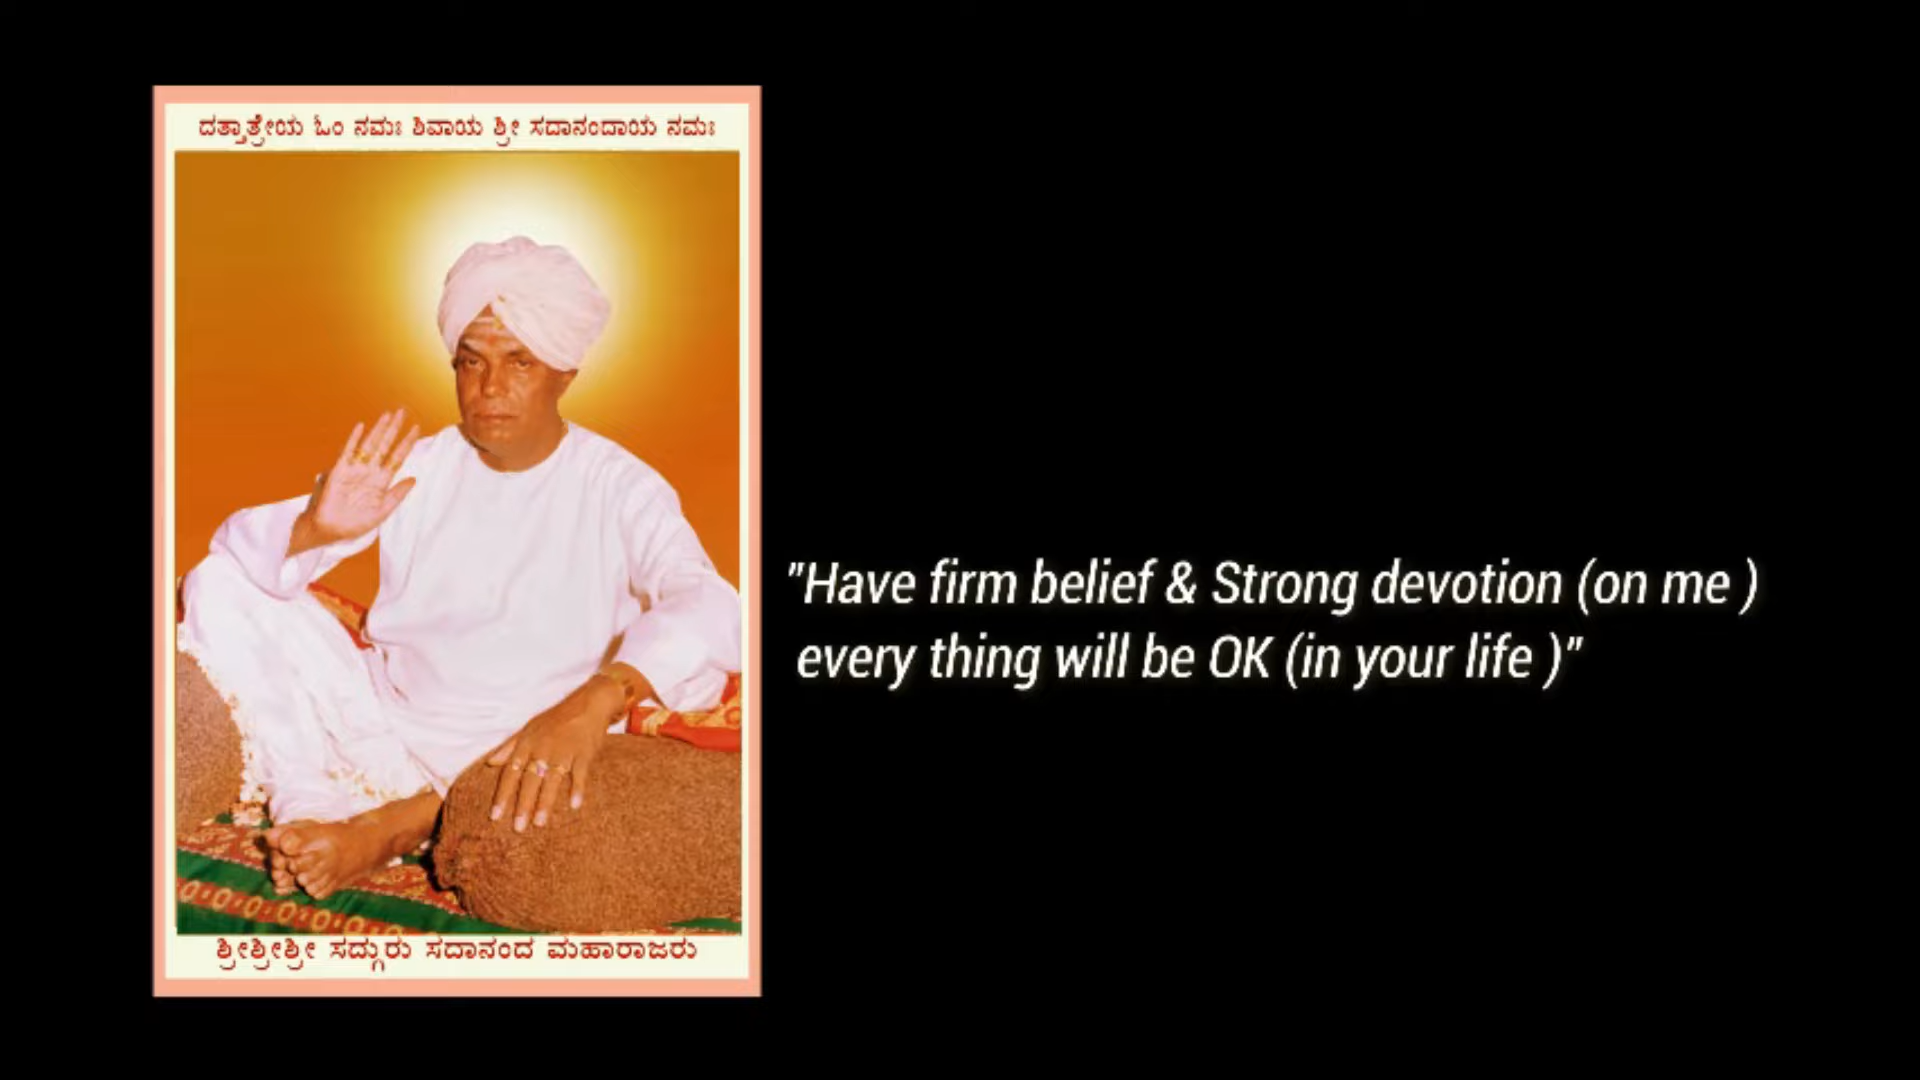 ದತ್ತಾತ್ರೇಯ ಓಂ ನಮಃ ಶಿವಾಯ ಶ್ರೀ ಸದಾನಂದಾಯ ನಮಃ
"Have firm belief & Strong devotion (on me )
every thing will be OK (in your life )"
ಶ್ರೀಶ್ರೀಶ್ರೀ ಸದ್ಗುರು ಸದಾನಂದ ಮಹಾರಾಜರು